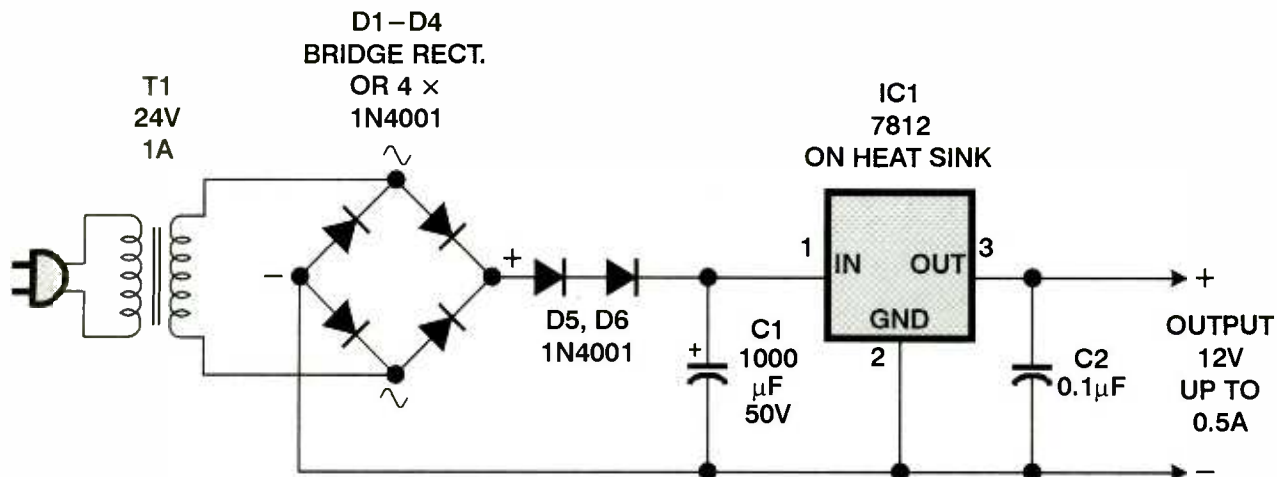 D1–D4
BRIDGE RECT.
OR 4 ×
1N4001
T1
24V
1A
IC1
7812
ON HEAT SINK
1
IN
OUT
3
GND
2
–
+
D5, D6
1N4001
+
C1
1000
μF
50V
C2
0.1μF
+
OUTPUT
12V
UP TO
0.5A
–